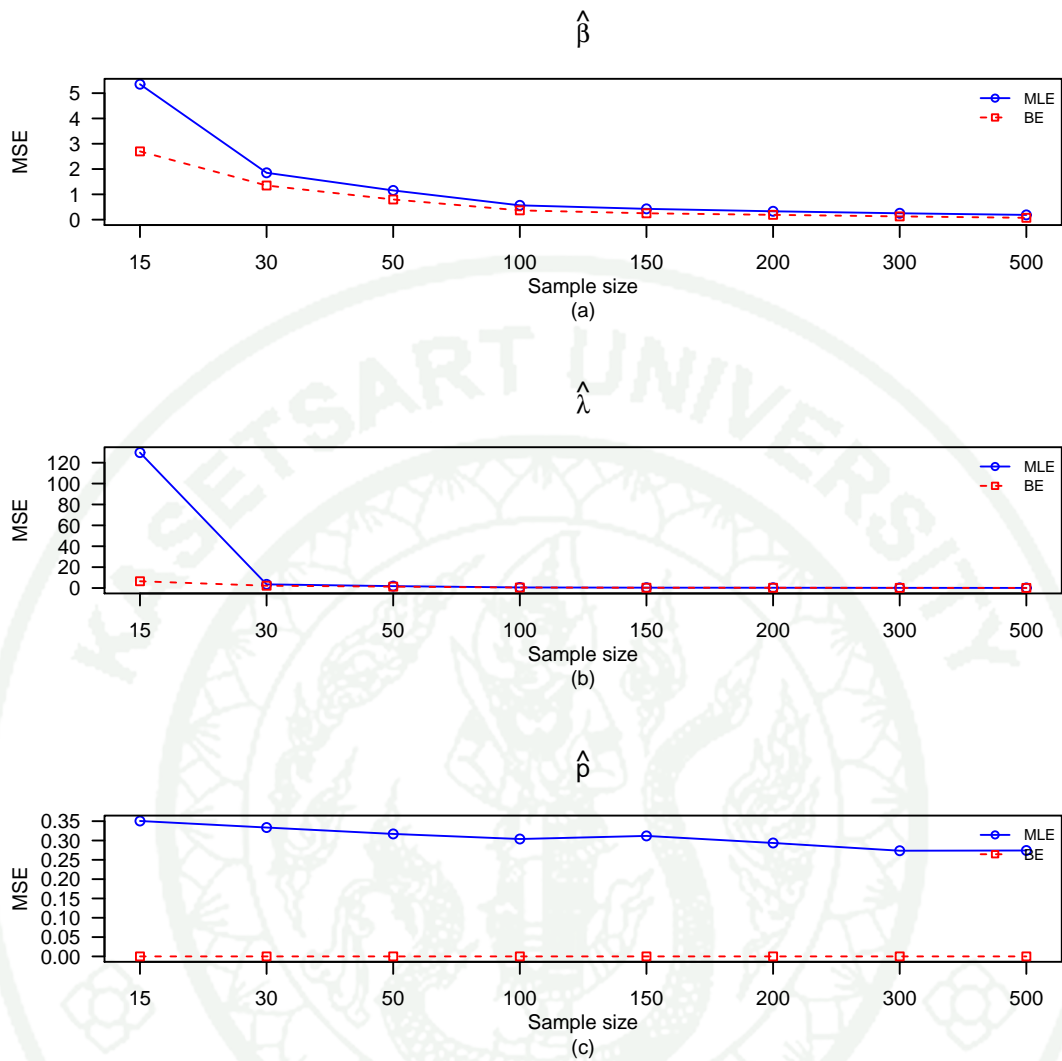 β̂
5
4
3
2
1
0
MSE
MLE
BE
15 30 50 100 150 200 300 500
Sample size
(a)
λ̂
120
100
80
60
40
20
0
MSE
MLE
BE
15 30 50 100 150 200 300 500
Sample size
(b)
p̂
0.35
0.30
0.25
0.20
0.15
0.10
0.05
0.00
MSE
MLE
BE
15 30 50 100 150 200 300 500
Sample size
(c)
KASETSART UNIVERSITY